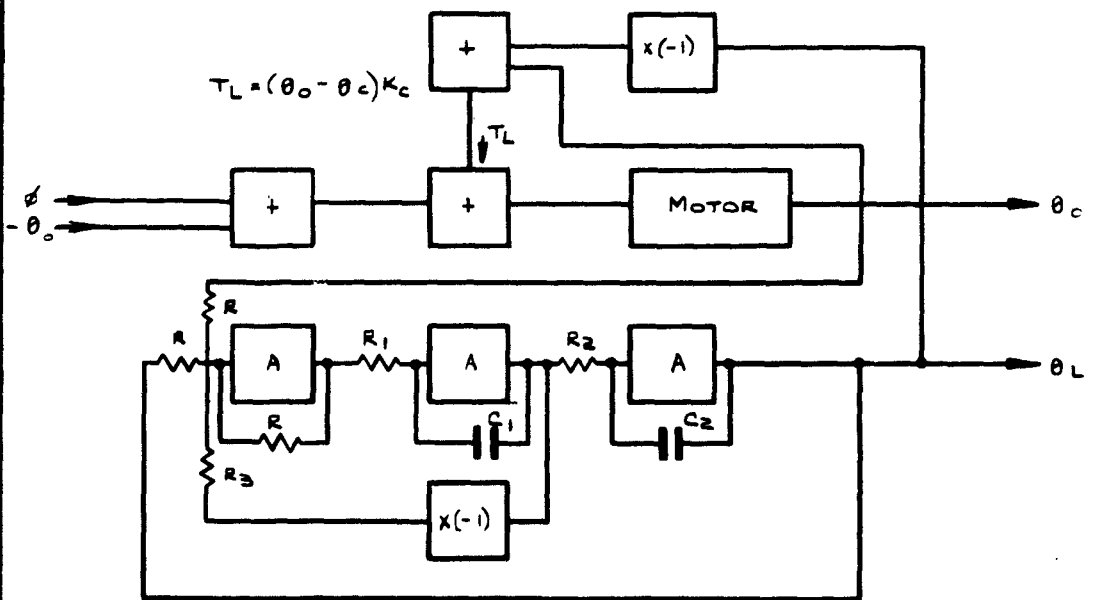 +
x(-1)
T_L = (θ_o - θ_c) K_c
T_L
ø
- θ_o
+
+
MOTOR
θ_c
R
R
A
R_1
A
R_2
A
θ_L
R
C_1
C_2
R_3
x(-1)